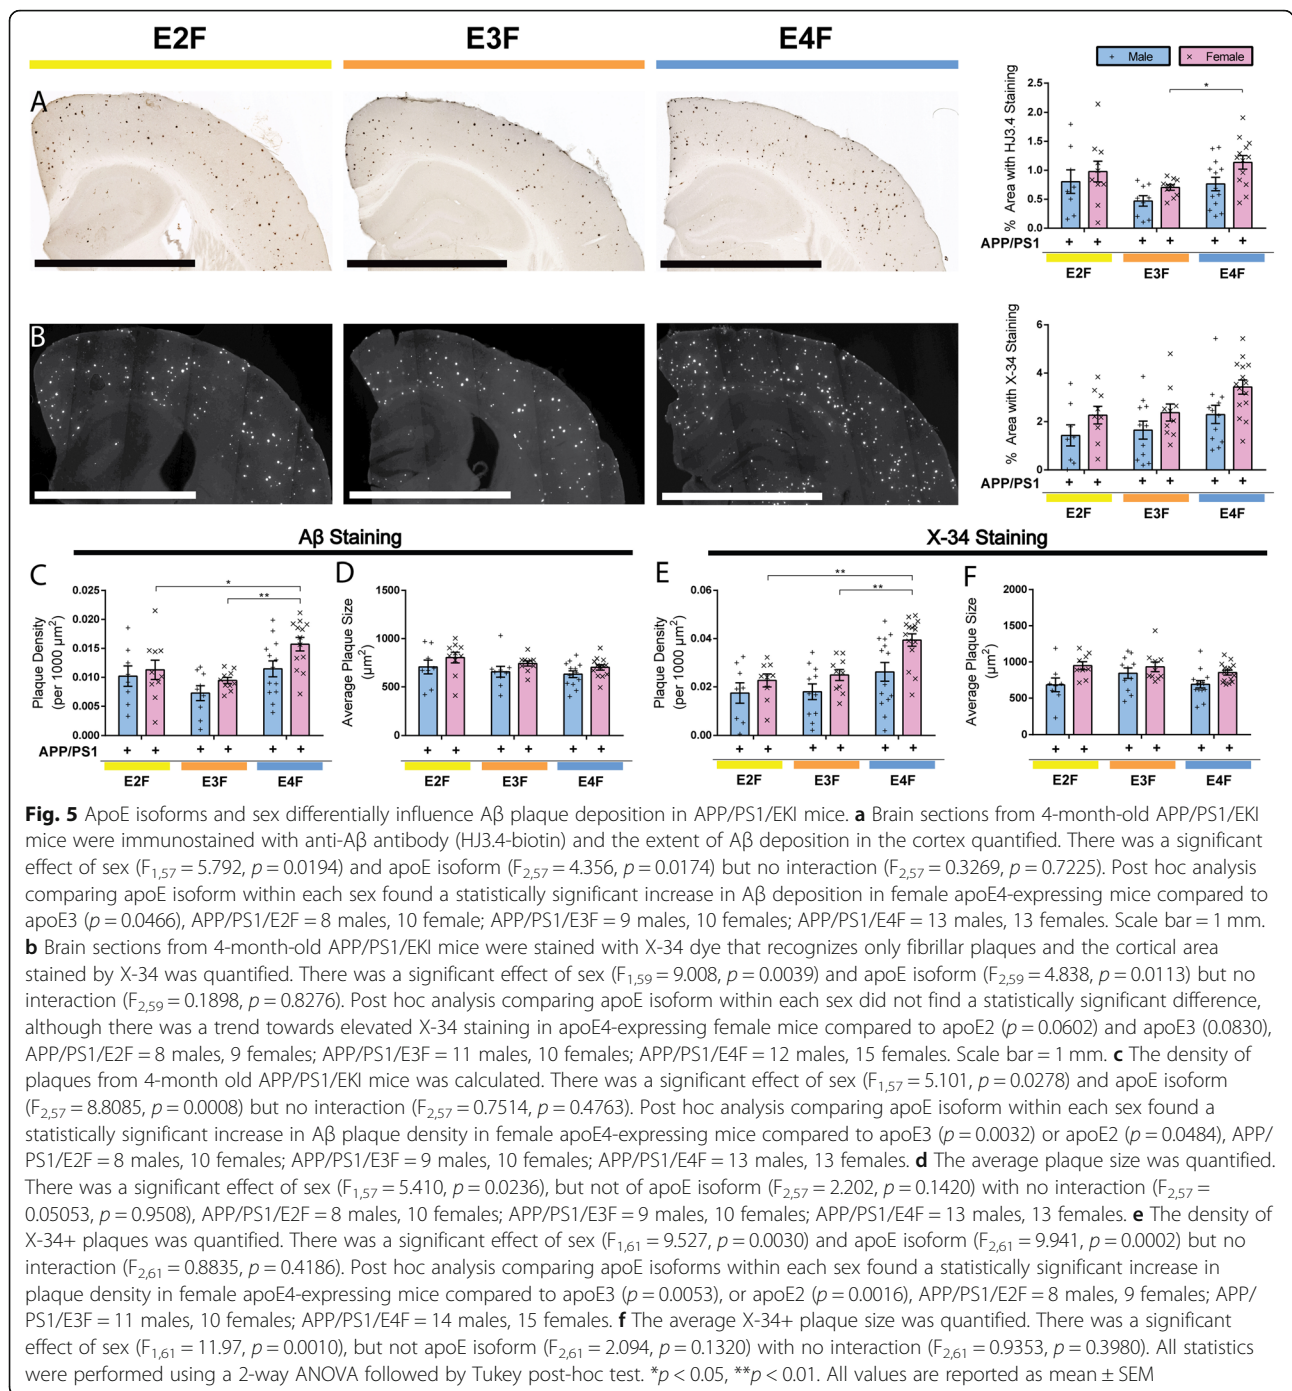 E2F
E3F
E4F
A
+ Male
× Female
% Area with HJ3.4 Staining
2.5
2.0
1.5
1.0
0.5
0.0
*
APP/PS1 + + + + + +
E2F E3F E4F
B
% Area with X-34 Staining
6
4
2
0
APP/PS1 + + + + + +
E2F E3F E4F
Aβ Staining
X-34 Staining
C
Plaque Density
(per 1000 µm²)
0.025
0.020
0.015
0.010
0.005
0.000
*
**
APP/PS1 + + + + + +
E2F E3F E4F
D
Average Plaque Size
(µm²)
1500
1000
500
0
+ + + + + +
E2F E3F E4F
E
Plaque Density
(per 1000 µm²)
0.06
0.04
0.02
0.00
**
**
APP/PS1 + + + + + +
E2F E3F E4F
F
Average Plaque Size
(µm²)
2000
1500
1000
500
0
+ + + + + +
E2F E3F E4F
Fig. 5 ApoE isoforms and sex differentially influence Aβ plaque deposition in APP/PS1/EKI mice. a Brain sections from 4-month-old APP/PS1/EKI
mice were immunostained with anti-Aβ antibody (HJ3.4-biotin) and the extent of Aβ deposition in the cortex quantified. There was a significant
effect of sex (F1,57 = 5.792, p = 0.0194) and apoE isoform (F2,57 = 4.356, p = 0.0174) but no interaction (F2,57 = 0.3269, p = 0.7225). Post hoc analysis
comparing apoE isoform within each sex found a statistically significant increase in Aβ deposition in female apoE4-expressing mice compared to
apoE3 (p = 0.0466), APP/PS1/E2F = 8 males, 10 female; APP/PS1/E3F = 9 males, 10 females; APP/PS1/E4F = 13 males, 13 females. Scale bar = 1 mm.
b Brain sections from 4-month-old APP/PS1/EKI mice were stained with X-34 dye that recognizes only fibrillar plaques and the cortical area
stained by X-34 was quantified. There was a significant effect of sex (F1,59 = 9.008, p = 0.0039) and apoE isoform (F2,59 = 4.838, p = 0.0113) but no
interaction (F2,59 = 0.1898, p = 0.8276). Post hoc analysis comparing apoE isoform within each sex did not find a statistically significant difference,
although there was a trend towards elevated X-34 staining in apoE4-expressing female mice compared to apoE2 (p = 0.0602) and apoE3 (0.0830),
APP/PS1/E2F = 8 males, 9 females; APP/PS1/E3F = 11 males, 10 females; APP/PS1/E4F = 12 males, 15 females. Scale bar = 1 mm. c The density of
plaques from 4-month old APP/PS1/EKI mice was calculated. There was a significant effect of sex (F1,57 = 5.101, p = 0.0278) and apoE isoform
(F2,57 = 8.8085, p = 0.0008) but no interaction (F2,57 = 0.7514, p = 0.4763). Post hoc analysis comparing apoE isoform within each sex found a
statistically significant increase in Aβ plaque density in female apoE4-expressing mice compared to apoE3 (p = 0.0032) or apoE2 (p = 0.0484), APP/
PS1/E2F = 8 males, 10 females; APP/PS1/E3F = 9 males, 10 females; APP/PS1/E4F = 13 males, 13 females. d The average plaque size was quantified.
There was a significant effect of sex (F1,57 = 5.410, p = 0.0236), but not of apoE isoform (F2,57 = 2.202, p = 0.1420) with no interaction (F2,57 =
0.05053, p = 0.9508), APP/PS1/E2F = 8 males, 10 females; APP/PS1/E3F = 9 males, 10 females; APP/PS1/E4F = 13 males, 13 females. e The density of
X-34+ plaques was quantified. There was a significant effect of sex (F1,61 = 9.527, p = 0.0030) and apoE isoform (F2,61 = 9.941, p = 0.0002) but no
interaction (F2,61 = 0.8835, p = 0.4186). Post hoc analysis comparing apoE isoforms within each sex found a statistically significant increase in
plaque density in female apoE4-expressing mice compared to apoE3 (p = 0.0053), or apoE2 (p = 0.0016), APP/PS1/E2F = 8 males, 9 females; APP/
PS1/E3F = 11 males, 10 females; APP/PS1/E4F = 14 males, 15 females. f The average X-34+ plaque size was quantified. There was a significant
effect of sex (F1,61 = 11.97, p = 0.0010), but not apoE isoform (F2,61 = 2.094, p = 0.1320) with no interaction (F2,61 = 0.9353, p = 0.3980). All statistics
were performed using a 2-way ANOVA followed by Tukey post-hoc test. *p < 0.05, **p < 0.01. All values are reported as mean ± SEM